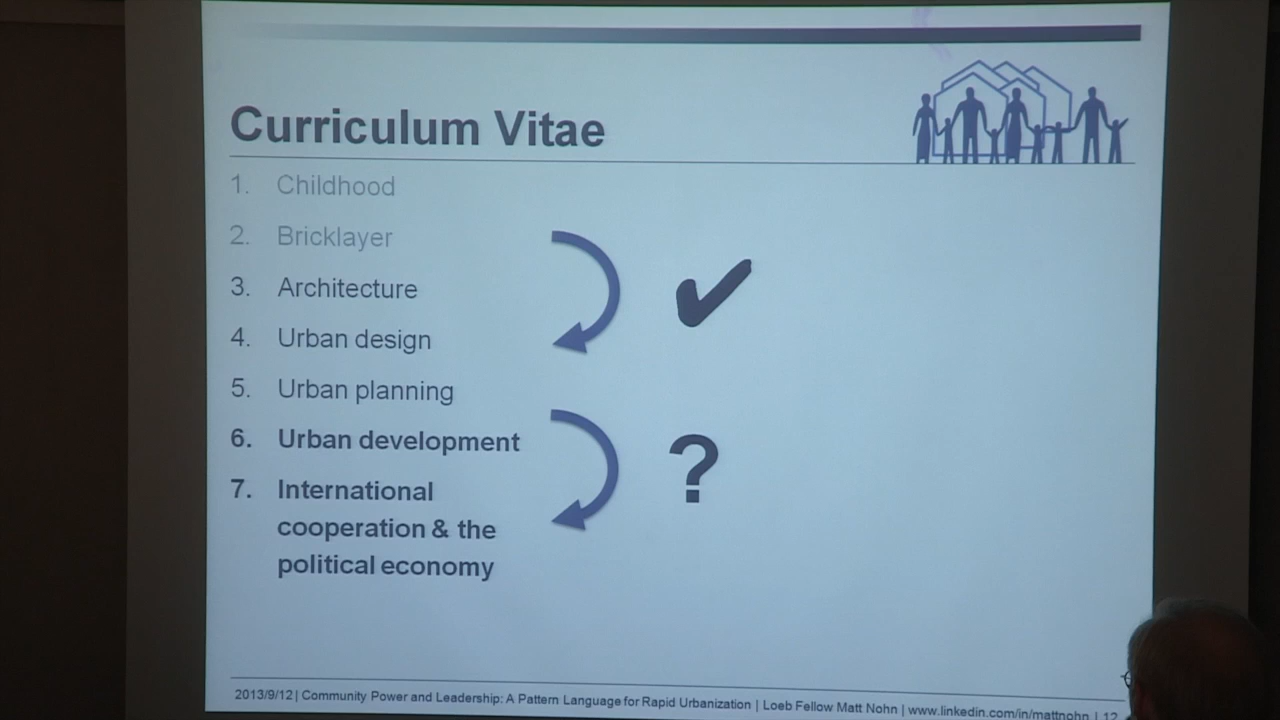 Curriculum Vitae
1. Childhood
2. Bricklayer
3. Architecture
4. Urban design
5. Urban planning
6. Urban development
7. International
cooperation & the
political economy
?
2013/9/12| Community Power and Leadership: A Pattern Language for Rapid Urbanization | Loeb Fellow Matt Nohn | www.linkedin.com/in/mattnohn | 12